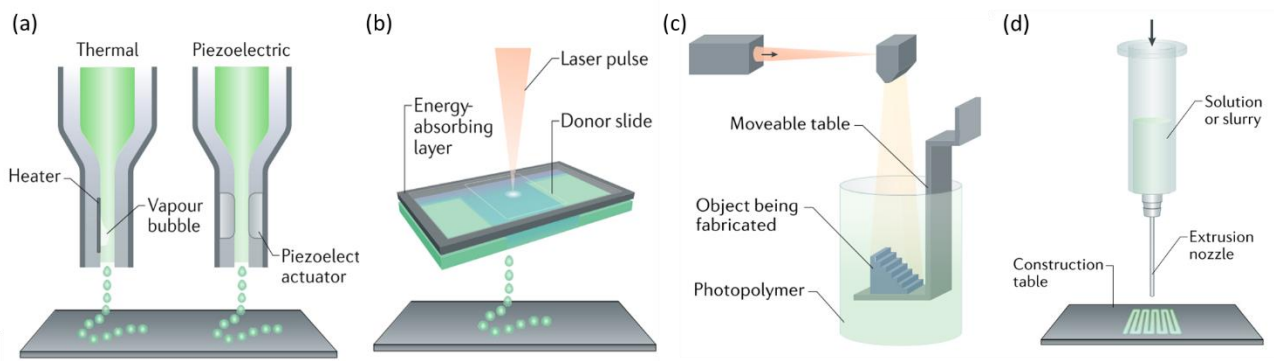 (a)
Thermal
Piezoelectric
Heater
Vapour
bubble
Piezoelect
actuator
(b)
Laser pulse
Energy-
absorbing
layer
Donor slide
(c)
Moveable table
Object being
fabricated
Photopolymer
(d)
Solution
or slurry
Extrusion
nozzle
Construction
table